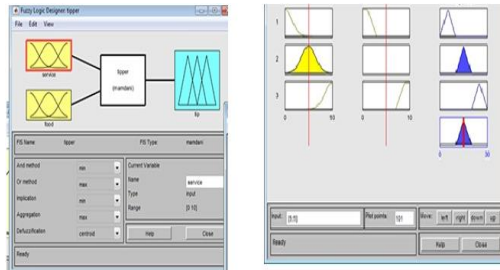 Fuzzy Logic Designer: tipper
File Edit View
service
food
tipper
(mamdani)
tip
FIS Name: tipper FIS Type: mamdani
And method min
Or method max
Implication min
Aggregation max
Defuzzification centroid
Current Variable
Name service
Type input
Range [0 10]
Help Close
Ready
1
2
3
0 10 0 10
0 30
Input: [5;5] Plot points: 101 Move: left right down up
Ready
Help Close